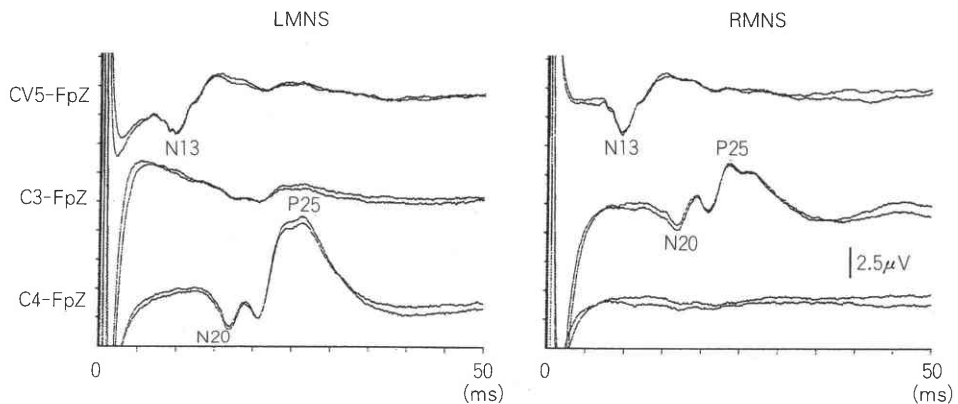 LMNS
RMNS
CV5-FpZ
C3-FpZ
C4-FpZ
N13
P25
N20
N13
P25
N20
2.5μV
0
50
(ms)
0
50
(ms)